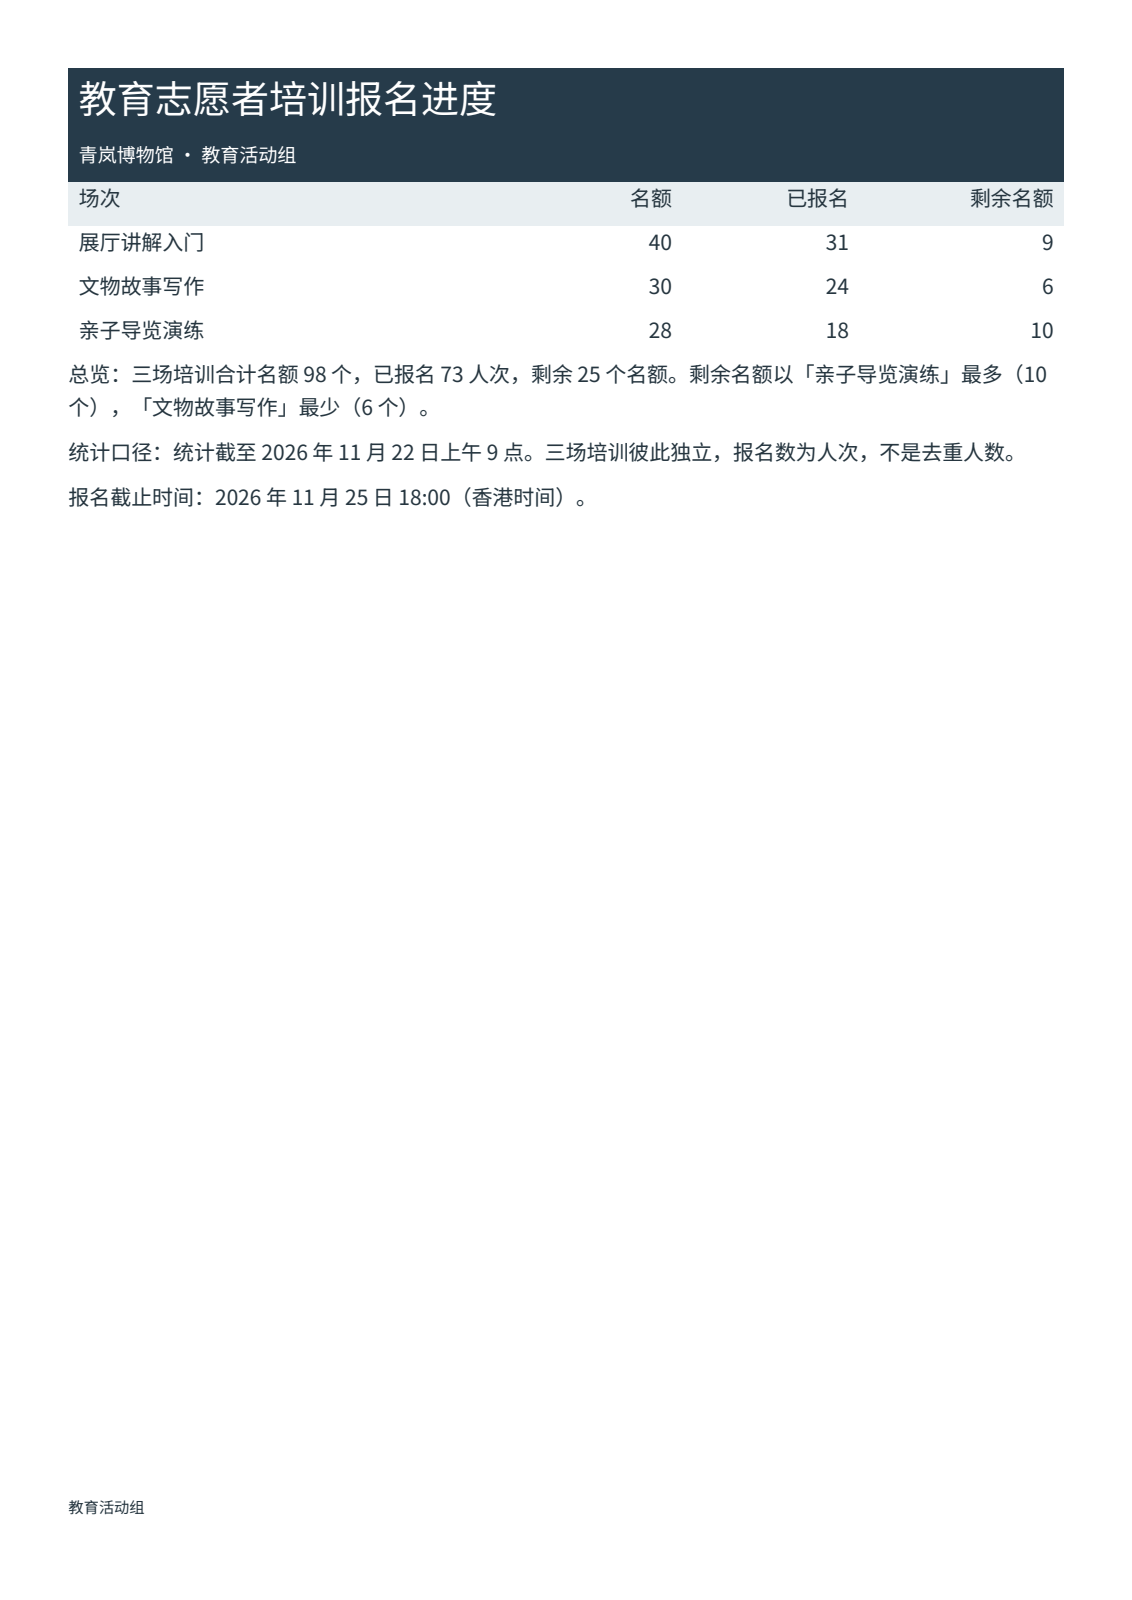 教育志愿者培训报名进度
青岚博物馆 · 教育活动组
场次 名额 已报名 剩余名额
展厅讲解入门 40 31 9
文物故事写作 30 24 6
亲子导览演练 28 18 10
总览：三场培训合计名额 98 个，已报名 73 人次，剩余 25 个名额。剩余名额以「亲子导览演练」最多（10
个），「文物故事写作」最少（6 个）。
统计口径：统计截至 2026 年 11 月 22 日上午 9 点。三场培训彼此独立，报名数为人次，不是去重人数。
报名截止时间：2026 年 11 月 25 日 18:00（香港时间）。
教育活动组